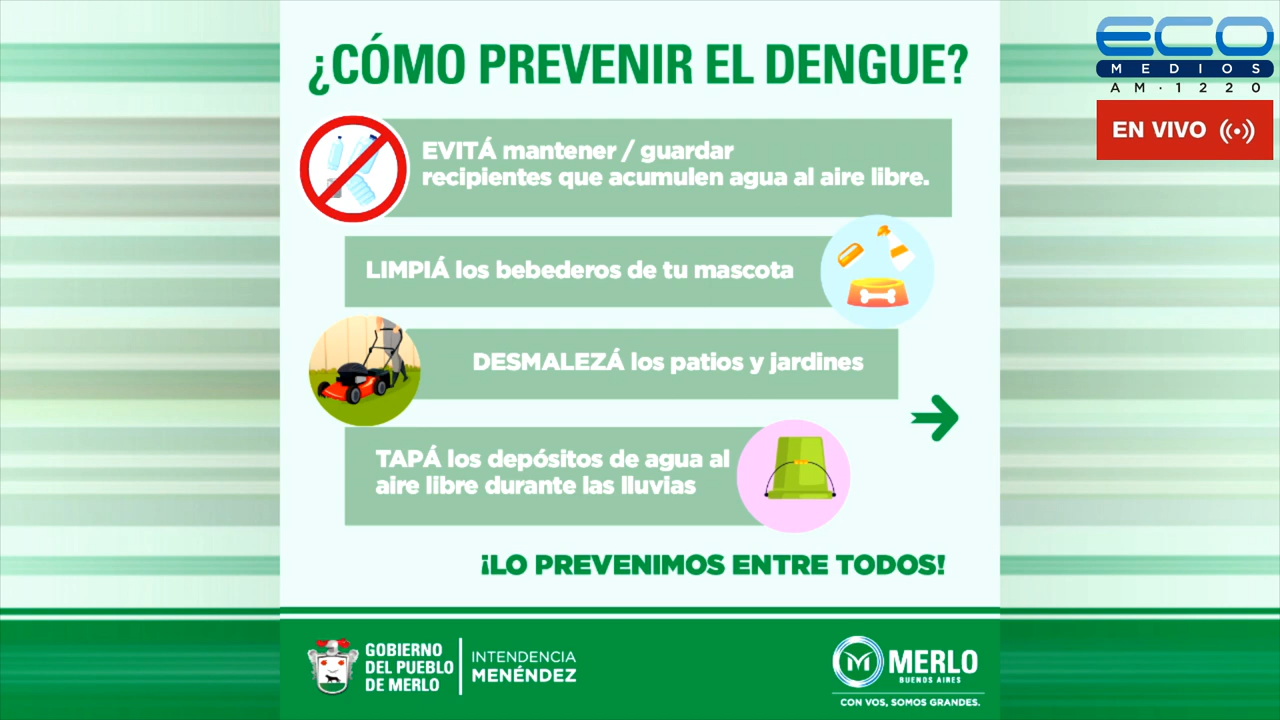 ¿CÓMO PREVENIR EL DENGUE?
ECO
MEDIOS
AM·1220
EN VIVO
EVITÁ mantener / guardar
recipientes que acumulen agua al aire libre.
LIMPIÁ los bebederos de tu mascota
DESMALEZÁ los patios y jardines
TAPÁ los depósitos de agua al
aire libre durante las lluvias
¡LO PREVENIMOS ENTRE TODOS!
GOBIERNO
DEL PUEBLO
DE MERLO
INTENDENCIA
MENÉNDEZ
MERLO
BUENOS AIRES
CON VOS, SOMOS GRANDES.